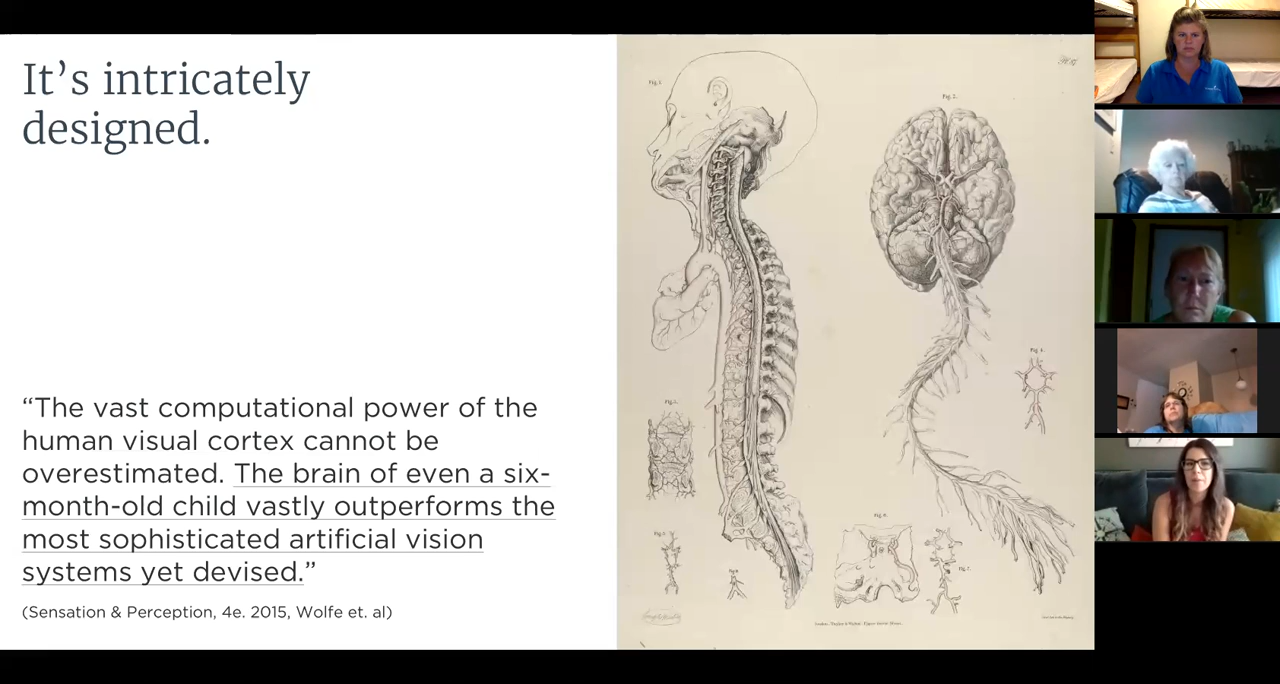 It’s intricately
designed.
“The vast computational power of the
human visual cortex cannot be
overestimated. The brain of even a six-
month-old child vastly outperforms the
most sophisticated artificial vision
systems yet devised.”
(Sensation & Perception, 4e. 2015, Wolfe et. al)
Fig. 2.